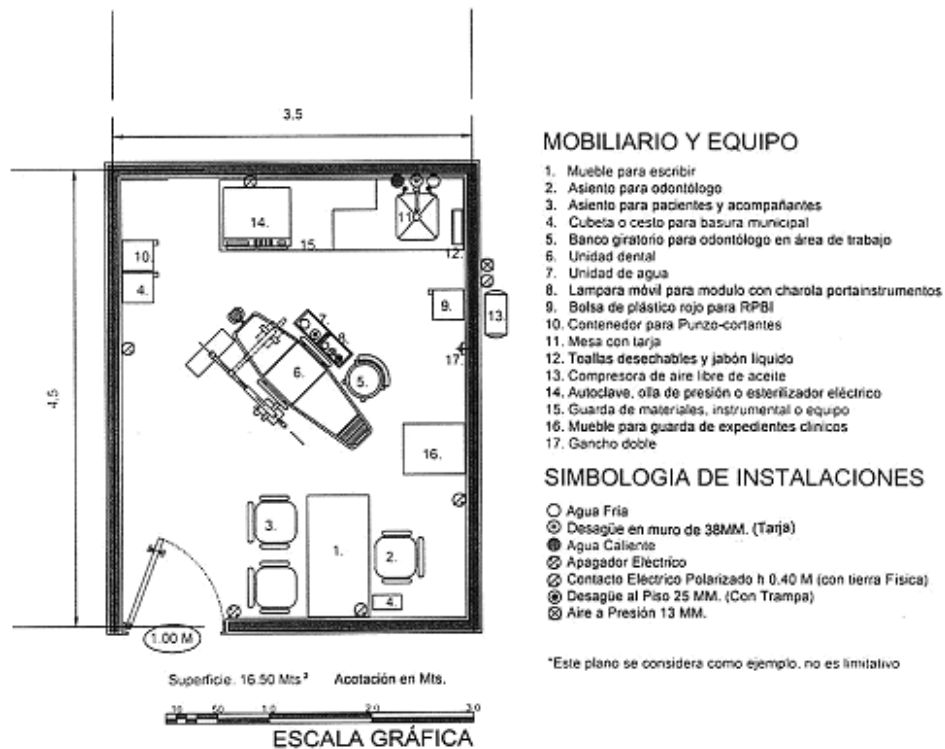 3.5
MOBILIARIO Y EQUIPO
1. Mueble para escribir
2. Asiento para odontólogo
3. Asiento para pacientes y acompañantes
4. Cubeta o cesto para basura municipal
5. Banco giratorio para odontólogo en área de trabajo
6. Unidad dental
7. Unidad de agua
8. Lampara móvil para modulo con charola portainstrumentos
9. Bolsa de plástico rojo para RPBI
10. Contenedor para Punzo-cortantes
11. Mesa con tarja
12. Toallas desechables y jabón líquido
13. Compresora de aire libre de aceite
14. Autoclave, olla de presión o esterilizador eléctrico
15. Guarda de materiales, instrumental o equipo
16. Mueble para guarda de expedientes clínicos
17. Gancho doble
SIMBOLOGIA DE INSTALACIONES
Agua Fria
Desagüe en muro de 38MM. (Tarja)
Agua Caliente
Apagador Eléctrico
Contacto Eléctrico Polarizado h 0.40 M (con tierra Física)
Desagüe al Piso 25 MM. (Con Trampa)
Aire a Presión 13 MM.
*Este plano se considera como ejemplo, no es limitativo
14.
15.
11
12.
10.
4.
9.
13.
7.
8.
6.
5.
17.
4.5
16.
3.
1.
2.
4.
1.00 M
Superficie. 16.50 Mts²
Acotación en Mts.
10 50 1.0 2.0 3.0
ESCALA GRÁFICA